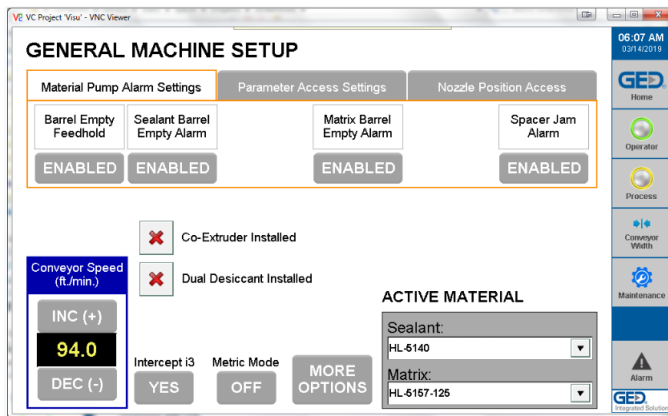 VC Project 'Visu' - VNC Viewer
GENERAL MACHINE SETUP
06:07 AM
03/14/2019
Material Pump Alarm Settings
Parameter Access Settings
Nozzle Position Access
GED
Home
Barrel Empty
Feedhold
Sealant Barrel
Empty Alarm
Matrix Barrel
Empty Alarm
Spacer Jam
Alarm
ENABLED
ENABLED
ENABLED
ENABLED
Operator
Process
Co-Extruder Installed
Dual Desiccant Installed
Conveyor
Width
Maintenance
Conveyor Speed
(ft./min.)
INC (+)
94.0
DEC (-)
Intercept i3
YES
Metric Mode
OFF
MORE
OPTIONS
ACTIVE MATERIAL
Sealant:
HL-5140
Matrix:
HL-5157-125
Alarm
GED
Integrated Solution